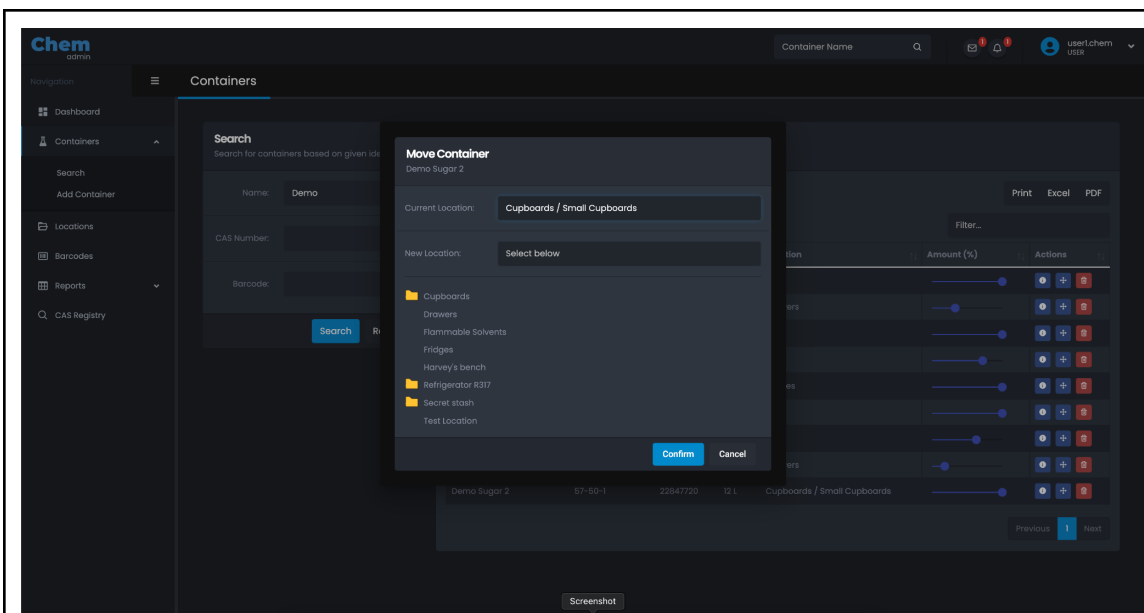 Chem
admin
Container Name
1
1
user1.chem
USER
Navigation
Containers
Dashboard
Containers
Search
Add Container
Locations
Barcodes
Reports
CAS Registry
Search
Search for containers based on given ide
Name:
Demo
CAS Number:
Barcode:
Search
Move Container
Demo Sugar 2
Current Location:
Cupboards / Small Cupboards
New Location:
Select below
Cupboards
Drawers
Flammable Solvents
Fridges
Harvey's bench
Refrigerator R317
Secret stash
Test Location
Confirm Cancel
Print Excel PDF
Filter...
Amount (%) Actions
Demo Sugar 2 57-50-1 22847720 12 L Cupboards / Small Cupboards
Previous 1 Next
Screenshot